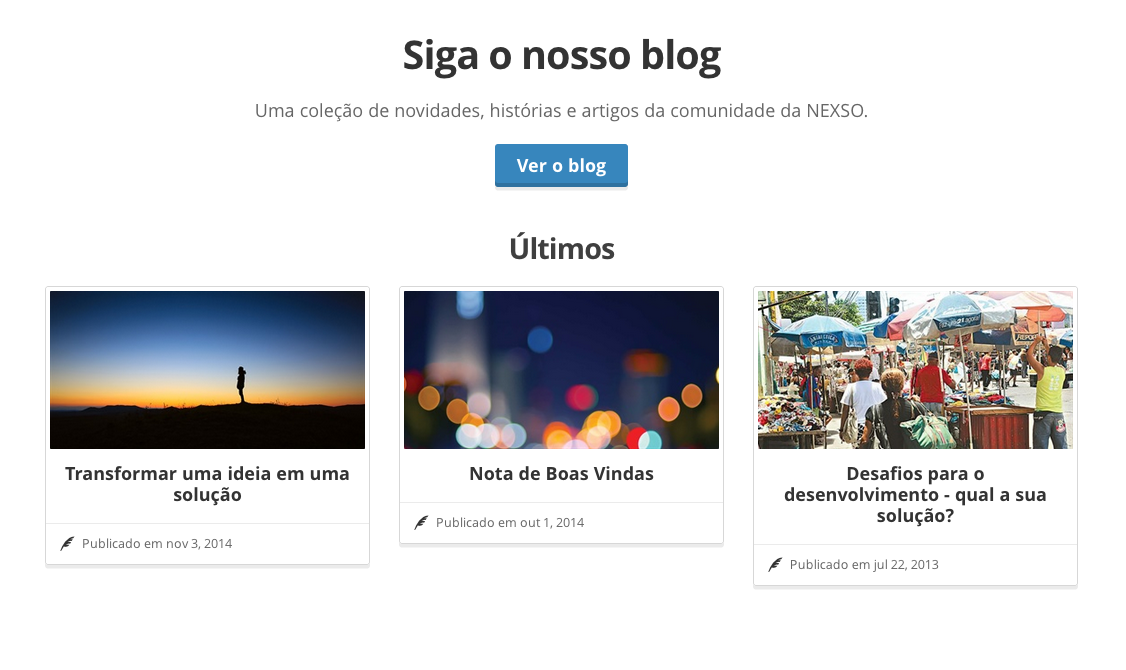 Siga o nosso blog
Uma coleção de novidades, histórias e artigos da comunidade da NEXSO.
Ver o blog
Últimos
Transformar uma ideia em uma
solução
Publicado em nov 3, 2014
Nota de Boas Vindas
Publicado em out 1, 2014
Desafios para o
desenvolvimento - qual a sua
solução?
Publicado em jul 22, 2013